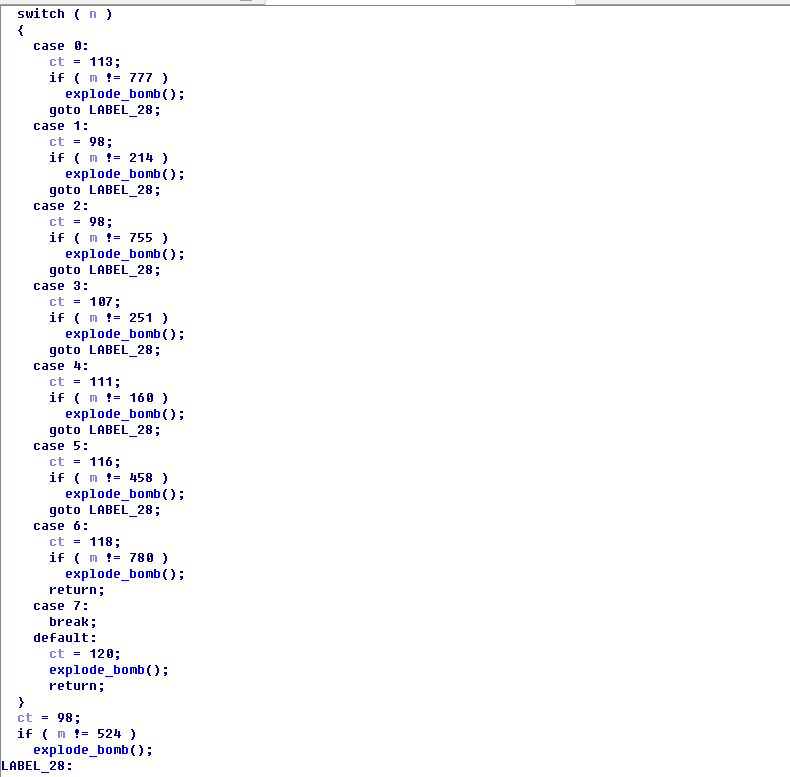 switch ( n )
{
case 0:
ct = 113;
if ( m != 777 )
explode_bomb();
goto LABEL_28;
case 1:
ct = 98;
if ( m != 214 )
explode_bomb();
goto LABEL_28;
case 2:
ct = 98;
if ( m != 755 )
explode_bomb();
goto LABEL_28;
case 3:
ct = 107;
if ( m != 251 )
explode_bomb();
goto LABEL_28;
case 4:
ct = 111;
if ( m != 160 )
explode_bomb();
goto LABEL_28;
case 5:
ct = 116;
if ( m != 458 )
explode_bomb();
goto LABEL_28;
case 6:
ct = 118;
if ( m != 780 )
explode_bomb();
return;
case 7:
break;
default:
ct = 120;
explode_bomb();
return;
}
ct = 98;
if ( m != 524 )
explode_bomb();
LABEL_28: